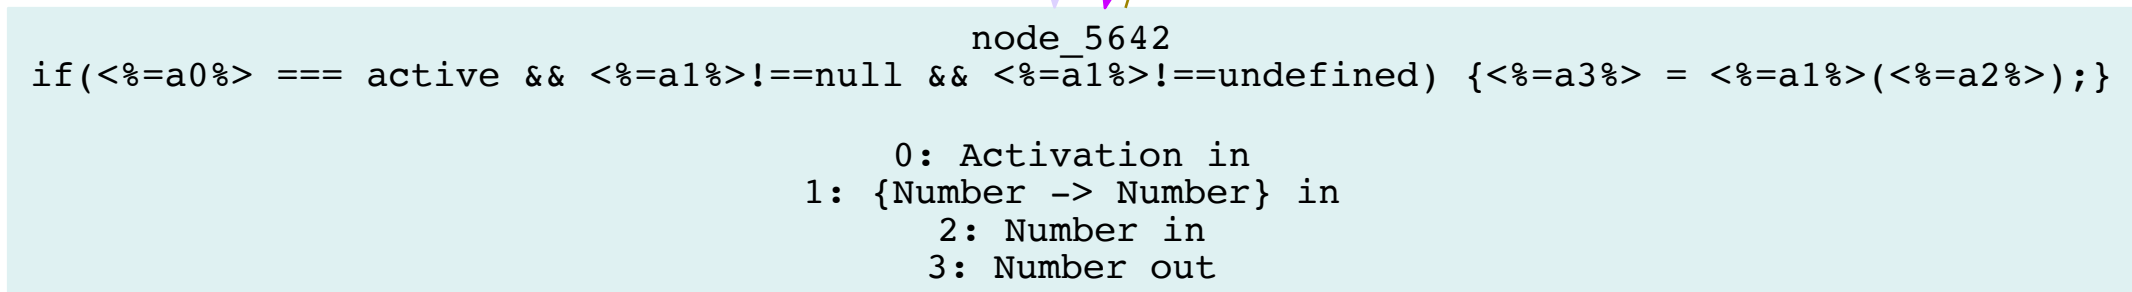 node_5642
if(<%=a0%> === active && <%=a1%>!==null && <%=a1%>!==undefined) {<%=a3%> = <%=a1%>(<%=a2%>);}
0: Activation in
1: {Number -> Number} in
2: Number in
3: Number out